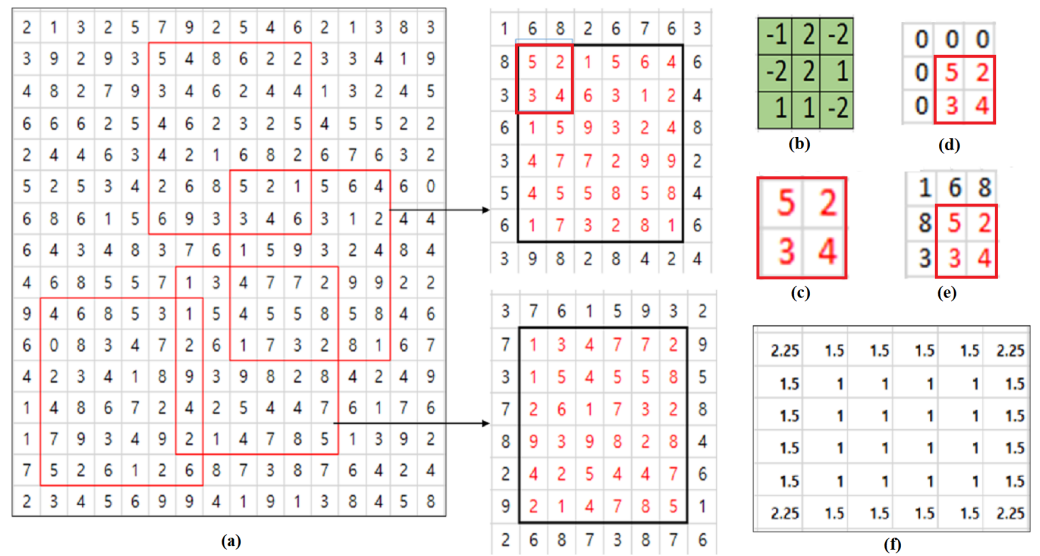 2 1 3 2 5 7 9 2 5 4 6 2 1 3 8 3
3 9 2 9 3 5 4 8 6 2 2 3 3 4 1 9
4 8 2 7 9 3 4 6 2 4 4 1 3 2 4 5
6 6 6 2 5 4 6 2 3 2 5 4 5 5 2 2
2 4 4 6 3 4 2 1 6 8 2 6 7 6 3 2
5 2 5 3 4 2 6 8 5 2 1 5 6 4 6 0
6 8 6 1 5 6 9 3 3 4 6 3 1 2 4 4
6 4 3 4 8 3 7 6 1 5 9 3 2 4 8 4
4 6 8 5 5 7 1 3 4 7 7 2 9 9 2 2
9 4 6 8 5 3 1 5 4 5 5 8 5 8 4 6
6 0 8 3 4 7 2 6 1 7 3 2 8 1 6 7
4 2 3 4 1 8 9 3 9 8 2 8 4 2 4 9
1 4 8 6 7 2 4 2 5 4 4 7 6 1 7 6
1 7 9 3 4 9 2 1 4 7 8 5 1 3 9 2
7 5 2 6 1 2 6 8 7 3 8 7 6 4 2 4
2 3 4 5 6 9 9 4 1 9 1 3 8 4 5 8
(a)
1 6 8 2 6 7 6 3
8 5 2 1 5 6 4 6
3 3 4 6 3 1 2 4
6 1 5 9 3 2 4 8
3 4 7 7 2 9 9 2
5 4 5 5 8 5 8 4
6 1 7 3 2 8 1 6
3 9 8 2 8 4 2 4
3 7 6 1 5 9 3 2
7 1 3 4 7 7 2 9
3 1 5 4 5 5 8 5
7 2 6 1 7 3 2 8
8 9 3 9 8 2 8 4
2 4 2 5 4 4 7 6
9 2 1 4 7 8 5 1
2 6 8 7 3 8 7 6
-1 2 -2
-2 2 1
1 1 -2
(b)
0 0 0
0 5 2
0 3 4
(d)
5 2
3 4
(c)
1 6 8
8 5 2
3 3 4
(e)
2.25 1.5 1.5 1.5 1.5 2.25
1.5 1 1 1 1 1.5
1.5 1 1 1 1 1.5
1.5 1 1 1 1 1.5
1.5 1 1 1 1 1.5
2.25 1.5 1.5 1.5 1.5 2.25
(f)